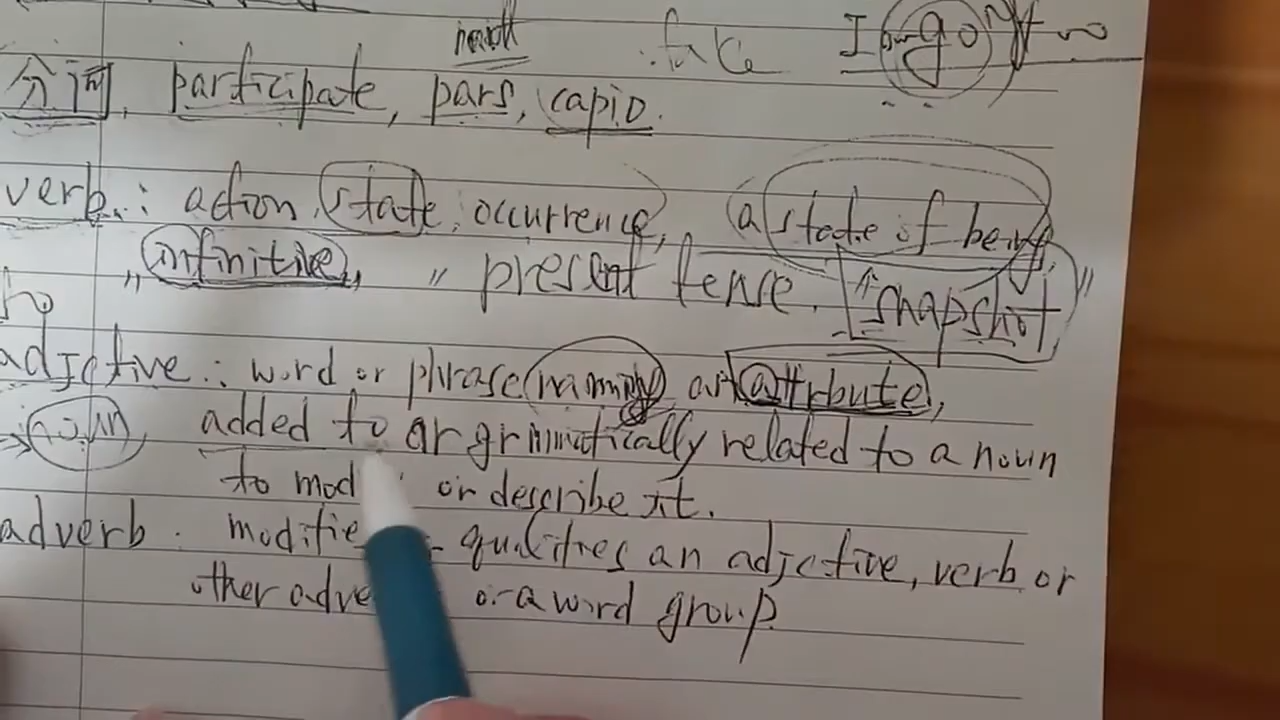 take I
分词, participate, pars, capio.
verb: action, state, occurrence, (a state of being
"infinitive", "present tense. "snapshot"
adjective: word or phrase naming an attribute,
→ noun, added to or grammatically related to a noun
to mod or describe it.
adverb. modifie qualifies an adjective, verb or
other adve or a word group.